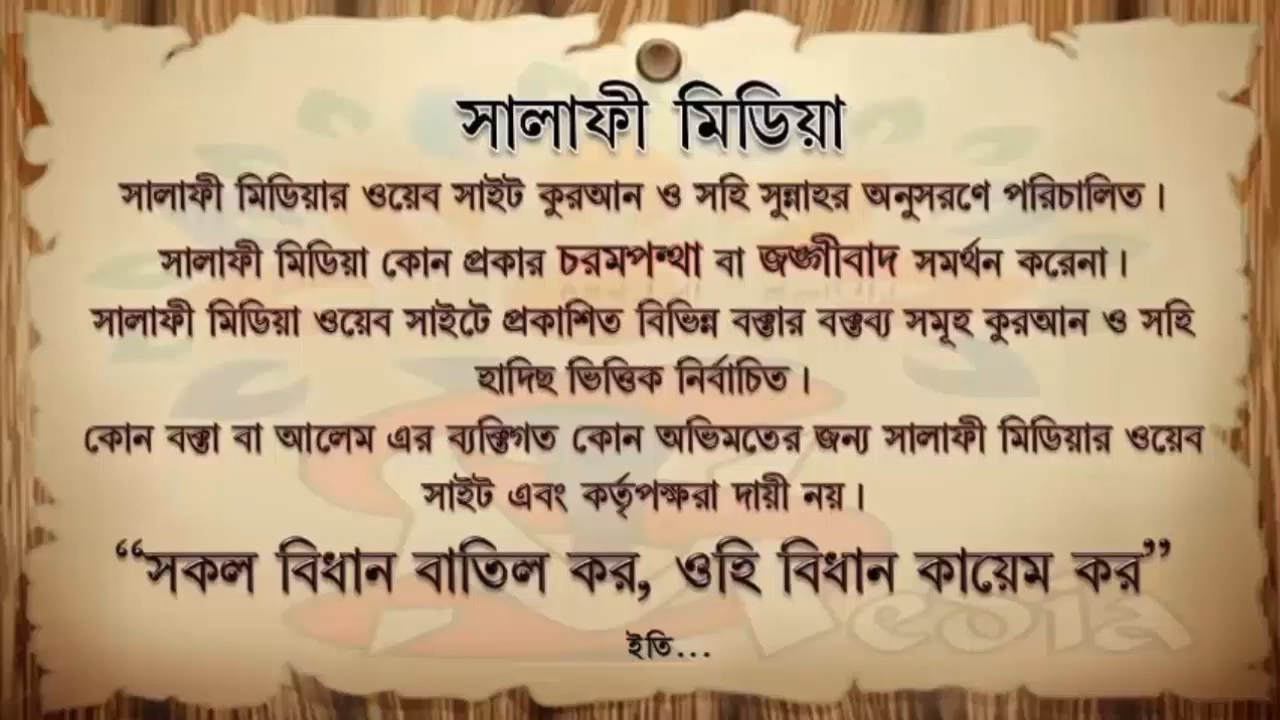 সালাফী মিডিয়া
সালাফী মিডিয়ার ওয়েব সাইট কুরআন ও সহি সুন্নাহর অনুসরণে পরিচালিত।
সালাফী মিডিয়া কোন প্রকার চরমপন্থা বা জঙ্গীবাদ সমর্থন করেনা।
সালাফী মিডিয়া ওয়েব সাইটে প্রকাশিত বিভিন্ন বক্তার বক্তব্য সমূহ কুরআন ও সহি
হাদিছ ভিত্তিক নির্বাচিত।
কোন বক্তা বা আলেম এর ব্যক্তিগত কোন অভিমতের জন্য সালাফী মিডিয়ার ওয়েব
সাইট এবং কর্তৃপক্ষরা দায়ী নয়।
“সকল বিধান বাতিল কর, ওহি বিধান কায়েম কর”
ইতি...